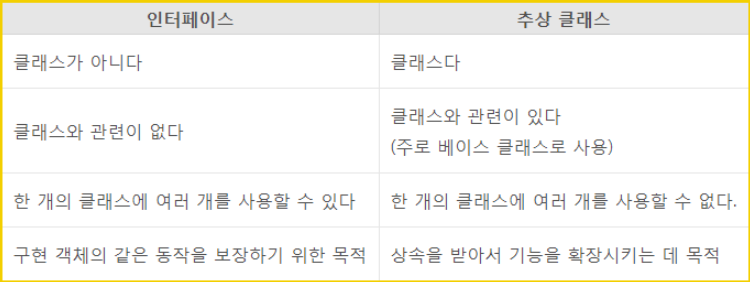 인터페이스
추상 클래스
클래스가 아니다
클래스다
클래스와 관련이 없다
클래스와 관련이 있다
(주로 베이스 클래스로 사용)
한 개의 클래스에 여러 개를 사용할 수 있다
한 개의 클래스에 여러 개를 사용할 수 없다.
구현 객체의 같은 동작을 보장하기 위한 목적
상속을 받아서 기능을 확장시키는 데 목적